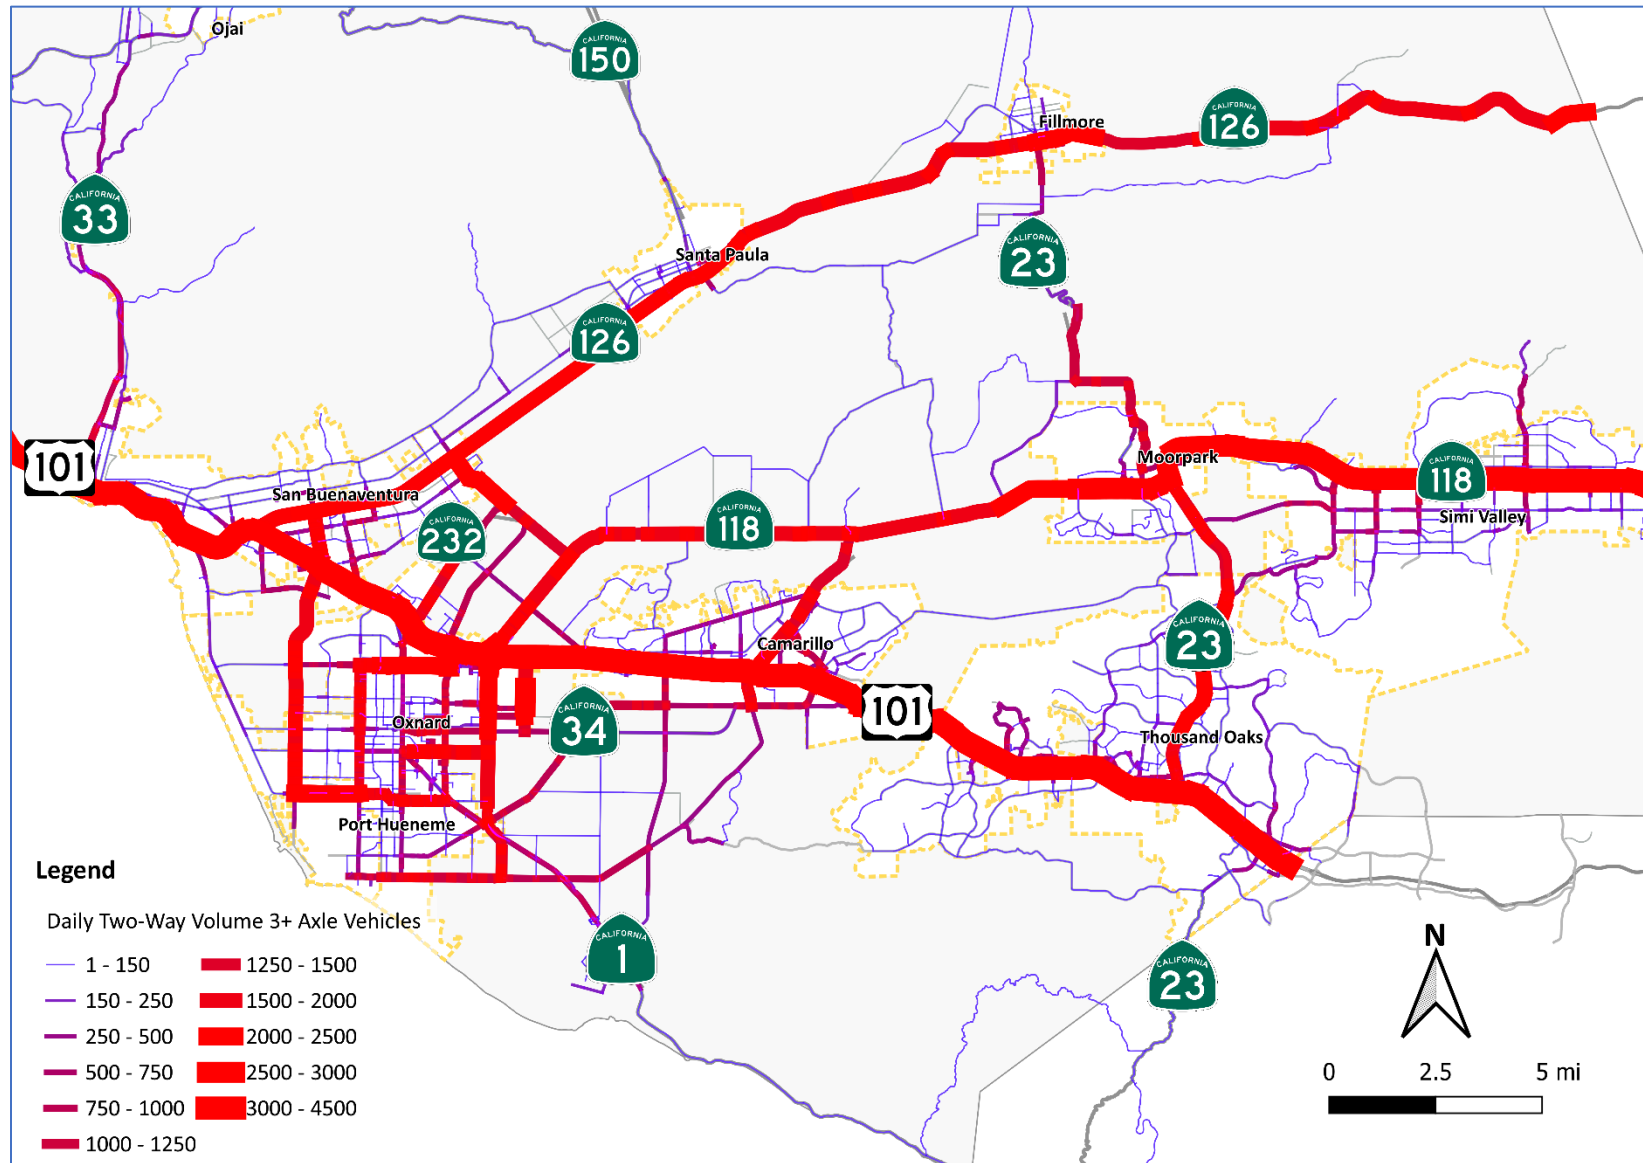 Ojai
CALIFORNIA
150
Fillmore
CALIFORNIA
126
CALIFORNIA
33
Santa Paula
CALIFORNIA
23
CALIFORNIA
126
101
San Buenaventura
Moorpark
CALIFORNIA
118
CALIFORNIA
232
CALIFORNIA
118
Simi Valley
Camarillo
CALIFORNIA
23
101
CALIFORNIA
34
Oxnard
Thousand Oaks
Port Hueneme
CALIFORNIA
1
CALIFORNIA
23
Legend
Daily Two-Way Volume 3+ Axle Vehicles
1 - 150
150 - 250
250 - 500
500 - 750
750 - 1000
1000 - 1250
1250 - 1500
1500 - 2000
2000 - 2500
2500 - 3000
3000 - 4500
N
0 2.5 5 mi